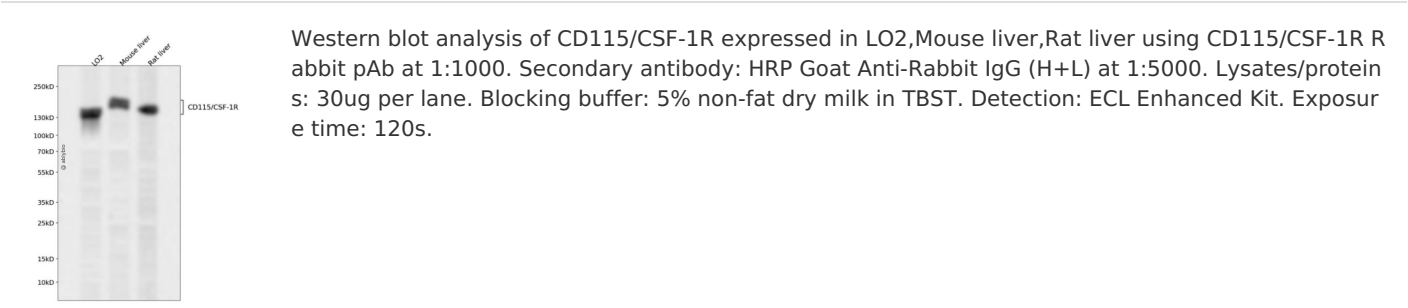 LO2
Mouse liver
Rat liver
250kD
130kD
100kD
70kD
55kD
35kD
25kD
15kD
10kD
CD115/CSF-1R
@ ablybio
Western blot analysis of CD115/CSF-1R expressed in LO2,Mouse liver,Rat liver using CD115/CSF-1R R
abbit pAb at 1:1000. Secondary antibody: HRP Goat Anti-Rabbit IgG (H+L) at 1:5000. Lysates/protein
s: 30ug per lane. Blocking buffer: 5% non-fat dry milk in TBST. Detection: ECL Enhanced Kit. Exposur
e time: 120s.